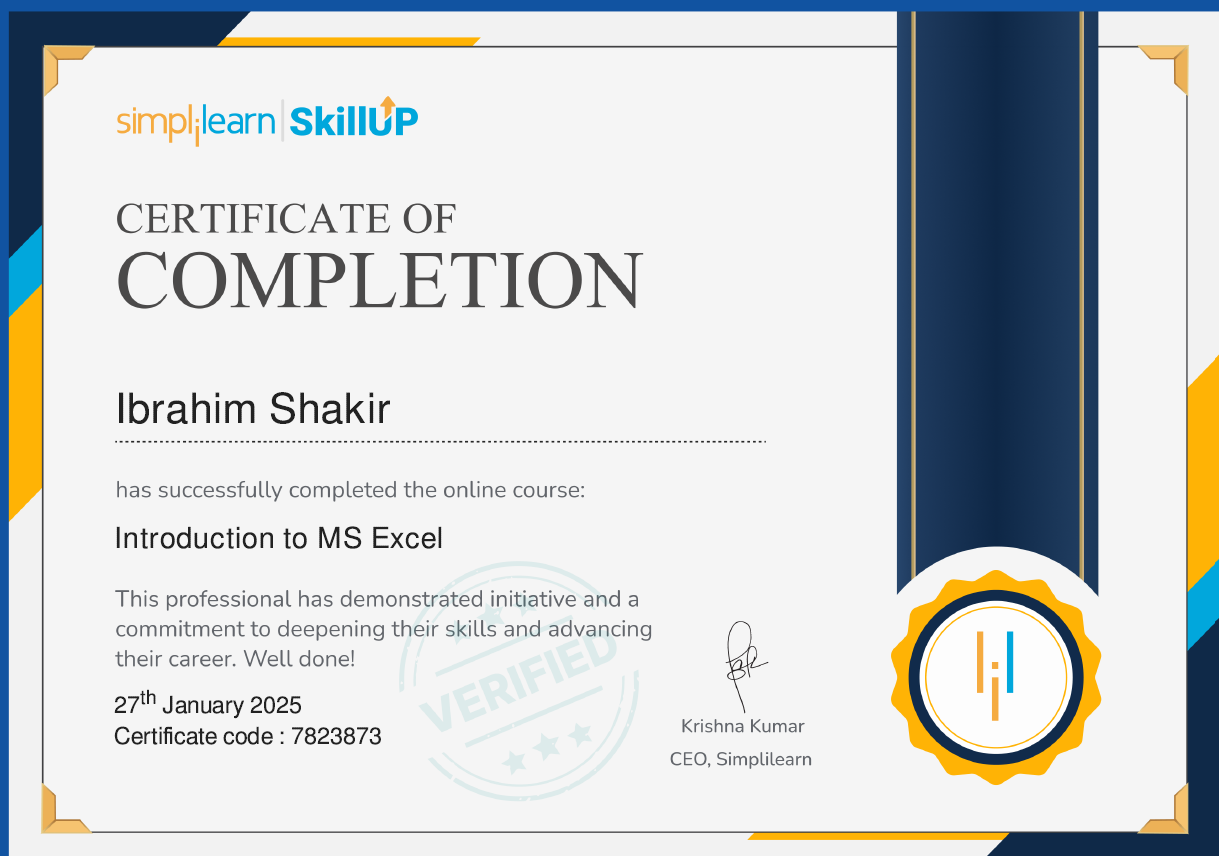 simplilearn | SkillUP
CERTIFICATE OF
COMPLETION
Ibrahim Shakir
has successfully completed the online course:
Introduction to MS Excel
This professional has demonstrated initiative and a
commitment to deepening their skills and advancing
their career. Well done!
27th January 2025
Certificate code : 7823873
VERIFIED
Krishna Kumar
CEO, Simplilearn